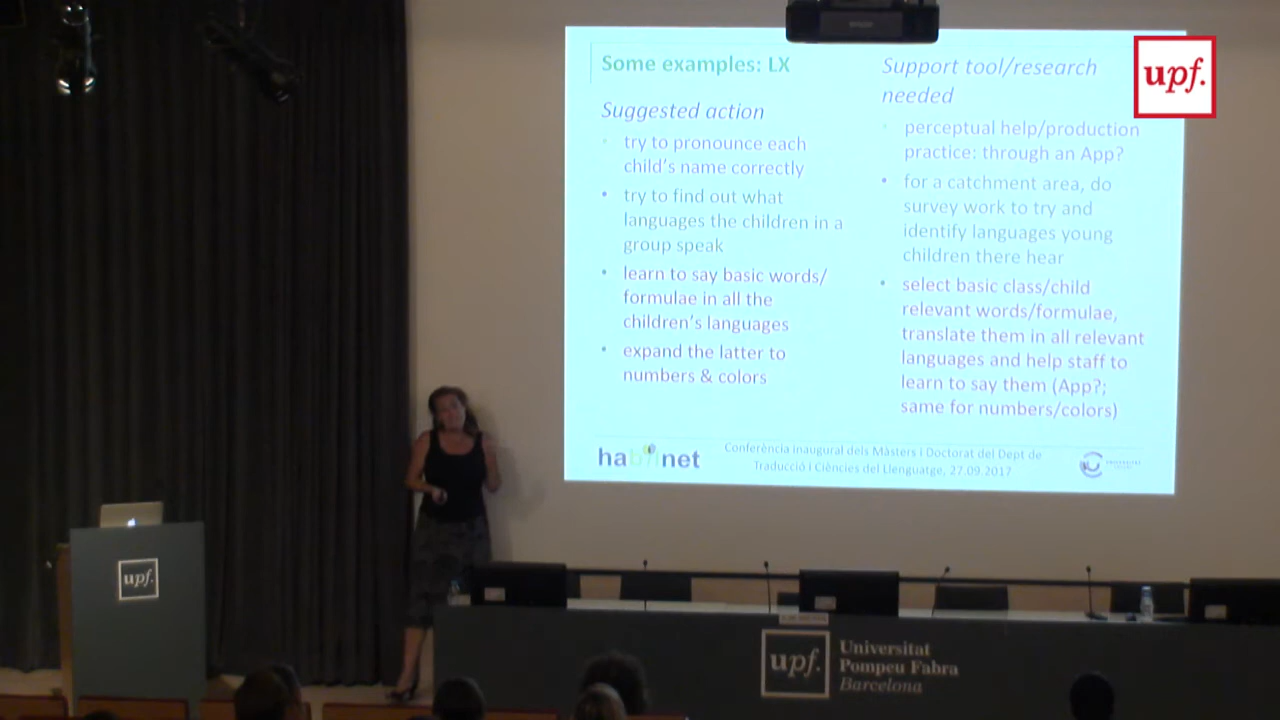 Some examples: LX
Suggested action
• try to pronounce each
child's name correctly
• try to find out what
languages the children in a
group speak
• learn to say basic words/
formulae in all the
children's languages
• expand the latter to
numbers & colors
Support tool/research
needed
• perceptual help/production
practice: through an App?
• for a catchment area, do
survey work to try and
identify languages young
children there hear
• select basic class/child
relevant words/formulae,
translate them in all relevant
languages and help staff to
learn to say them (App?;
same for numbers/colors)
Conferència inaugural dels Màsters i Doctorat del Dept de
Traducció i Ciències del Llenguatge, 27.09.2017
upf.
upf.
upf.
Universitat
Pompeu Fabra
Barcelona